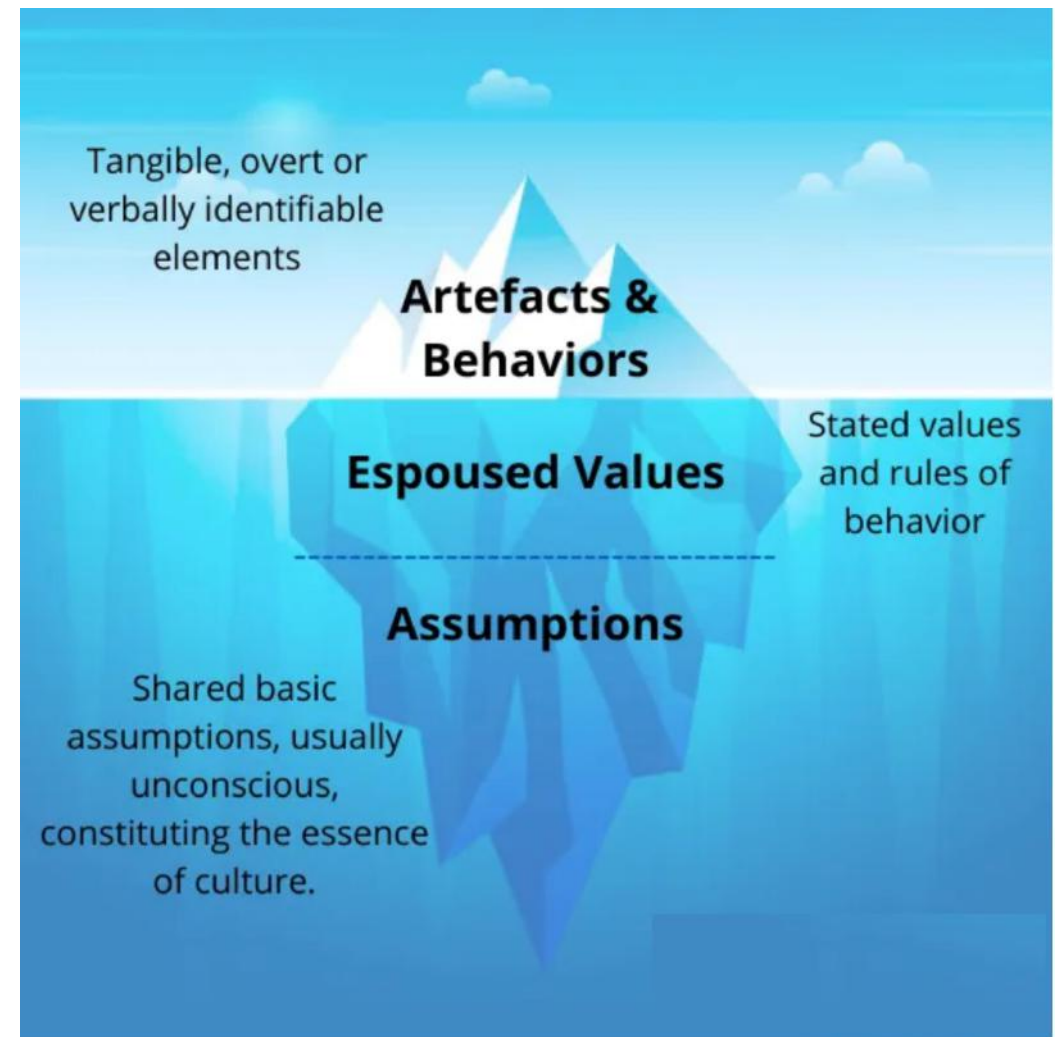 Tangible, overt or
verbally identifiable
elements
Artefacts &
Behaviors
Espoused Values
Stated values
and rules of
behavior
Assumptions
Shared basic
assumptions, usually
unconscious,
constituting the essence
of culture.